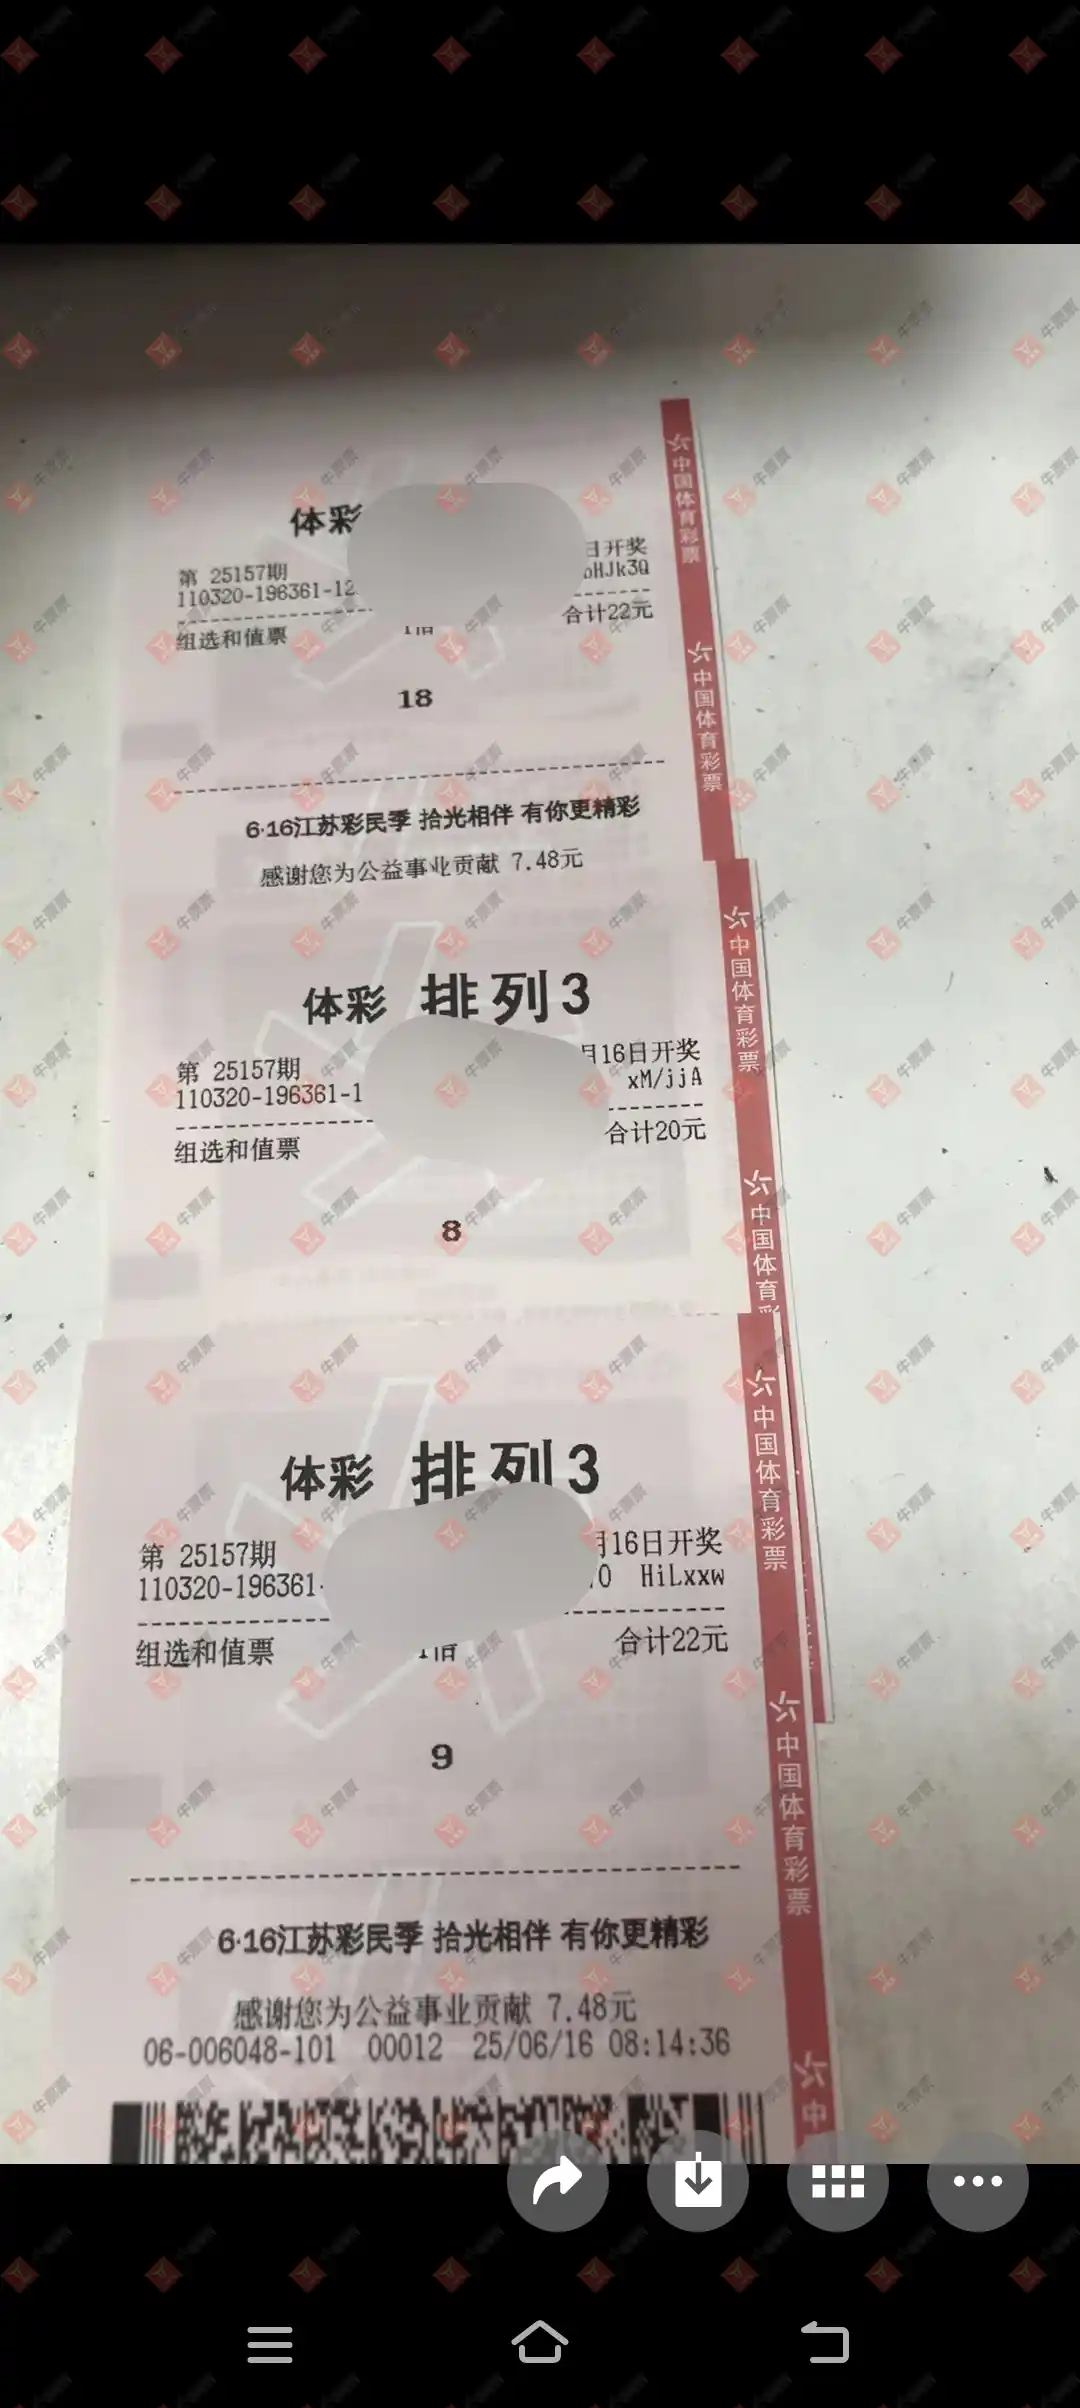 体彩
日开奖
第 25157期
oHJk3Q
110320-196361-12
合计22元
组选和值票
18
6·16江苏彩民季 拾光相伴 有你更精彩
感谢您为公益事业贡献 7.48元
体彩 排列3
第 25157期
月16日开奖
110320-196361-1
xM/jjA
组选和值票
合计20元
8
体彩 排列3
第 25157期
月16日开奖
110320-196361-
0 HiLxxw
组选和值票
1倍
合计22元
9
6·16江苏彩民季 拾光相伴 有你更精彩
感谢您为公益事业贡献 7.48元
06-006048-101 00012 25/06/16 08:14:36
中国体育彩票
中国体育彩票
中国体育彩票
中国体育彩
中国体育彩票
中国体育彩票
中
牛票票